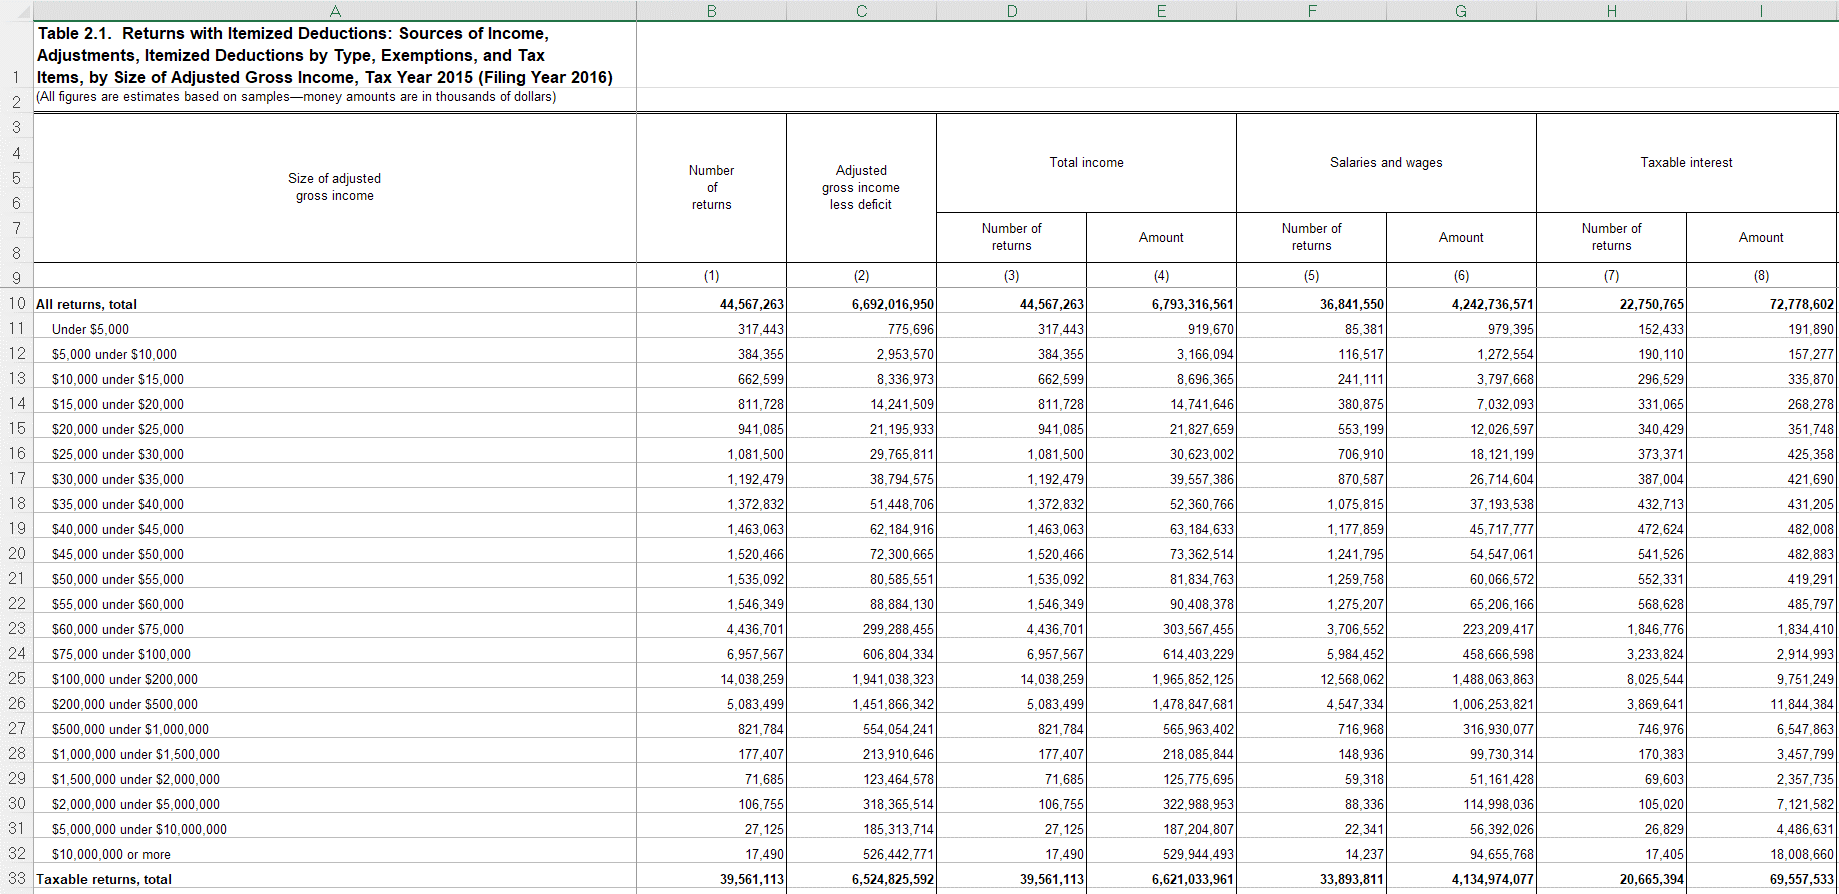 A B C D E F G H I
Table 2.1. Returns with Itemized Deductions: Sources of Income,
Adjustments, Itemized Deductions by Type, Exemptions, and Tax
1 Items, by Size of Adjusted Gross Income, Tax Year 2015 (Filing Year 2016)
2 (All figures are estimates based on samples—money amounts are in thousands of dollars)
3
4
5
6
7
8
Size of adjusted
gross income
Number
of
returns
Adjusted
gross income
less deficit
Total income
Salaries and wages
Taxable interest
Number of
returns
Amount
Number of
returns
Amount
Number of
returns
Amount
9 (1) (2) (3) (4) (5) (6) (7) (8)
10 All returns, total 44,567,263 6,692,016,950 44,567,263 6,793,316,561 36,841,550 4,242,736,571 22,750,765 72,778,602
11 Under $5,000 317,443 775,696 317,443 919,670 85,381 979,395 152,433 191,890
12 $5,000 under $10,000 384,355 2,953,570 384,355 3,166,094 116,517 1,272,554 190,110 157,277
13 $10,000 under $15,000 662,599 8,336,973 662,599 8,696,365 241,111 3,797,668 296,529 335,870
14 $15,000 under $20,000 811,728 14,241,509 811,728 14,741,646 380,875 7,032,093 331,065 268,278
15 $20,000 under $25,000 941,085 21,195,933 941,085 21,827,659 553,199 12,026,597 340,429 351,748
16 $25,000 under $30,000 1,081,500 29,765,811 1,081,500 30,623,002 706,910 18,121,199 373,371 425,358
17 $30,000 under $35,000 1,192,479 38,794,575 1,192,479 39,557,386 870,587 26,714,604 387,004 421,690
18 $35,000 under $40,000 1,372,832 51,448,706 1,372,832 52,360,766 1,075,815 37,193,538 432,713 431,205
19 $40,000 under $45,000 1,463,063 62,184,916 1,463,063 63,184,633 1,177,859 45,717,777 472,624 482,008
20 $45,000 under $50,000 1,520,466 72,300,665 1,520,466 73,362,514 1,241,795 54,547,061 541,526 482,883
21 $50,000 under $55,000 1,535,092 80,585,551 1,535,092 81,834,763 1,259,758 60,066,572 552,331 419,291
22 $55,000 under $60,000 1,546,349 88,884,130 1,546,349 90,408,378 1,275,207 65,206,166 568,628 485,797
23 $60,000 under $75,000 4,436,701 299,288,455 4,436,701 303,567,455 3,706,552 223,209,417 1,846,776 1,834,410
24 $75,000 under $100,000 6,957,567 606,804,334 6,957,567 614,403,229 5,984,452 458,666,598 3,233,824 2,914,993
25 $100,000 under $200,000 14,038,259 1,941,038,323 14,038,259 1,965,852,125 12,568,062 1,488,063,863 8,025,544 9,751,249
26 $200,000 under $500,000 5,083,499 1,451,866,342 5,083,499 1,478,847,681 4,547,334 1,006,253,821 3,869,641 11,844,384
27 $500,000 under $1,000,000 821,784 554,054,241 821,784 565,963,402 716,968 316,930,077 746,976 6,547,863
28 $1,000,000 under $1,500,000 177,407 213,910,646 177,407 218,085,844 148,936 99,730,314 170,383 3,457,799
29 $1,500,000 under $2,000,000 71,685 123,464,578 71,685 125,775,695 59,318 51,161,428 69,603 2,357,735
30 $2,000,000 under $5,000,000 106,755 318,365,514 106,755 322,988,953 88,336 114,998,036 105,020 7,121,582
31 $5,000,000 under $10,000,000 27,125 185,313,714 27,125 187,204,807 22,341 56,392,026 26,829 4,486,631
32 $10,000,000 or more 17,490 526,442,771 17,490 529,944,493 14,237 94,655,768 17,405 18,008,660
33 Taxable returns, total 39,561,113 6,524,825,592 39,561,113 6,621,033,961 33,893,811 4,134,974,077 20,665,394 69,557,533